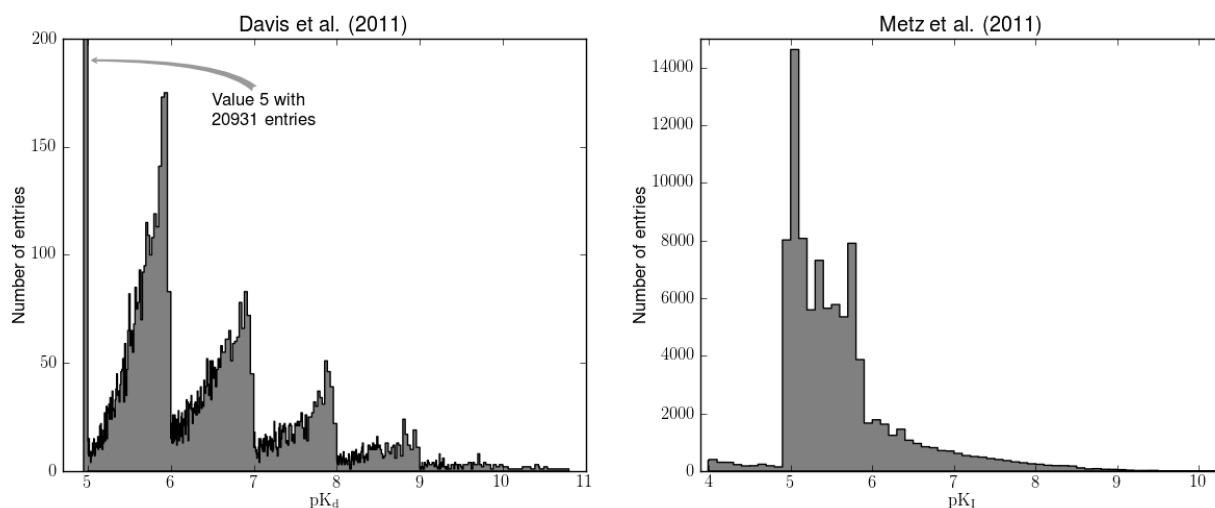 Davis et al. (2011)
200
150
100
50
0
Number of entries
Value 5 with
20931 entries
5 6 7 8 9 10 11
pKd
Metz et al. (2011)
14000
12000
10000
8000
6000
4000
2000
0
Number of entries
4 5 6 7 8 9 10
pKI